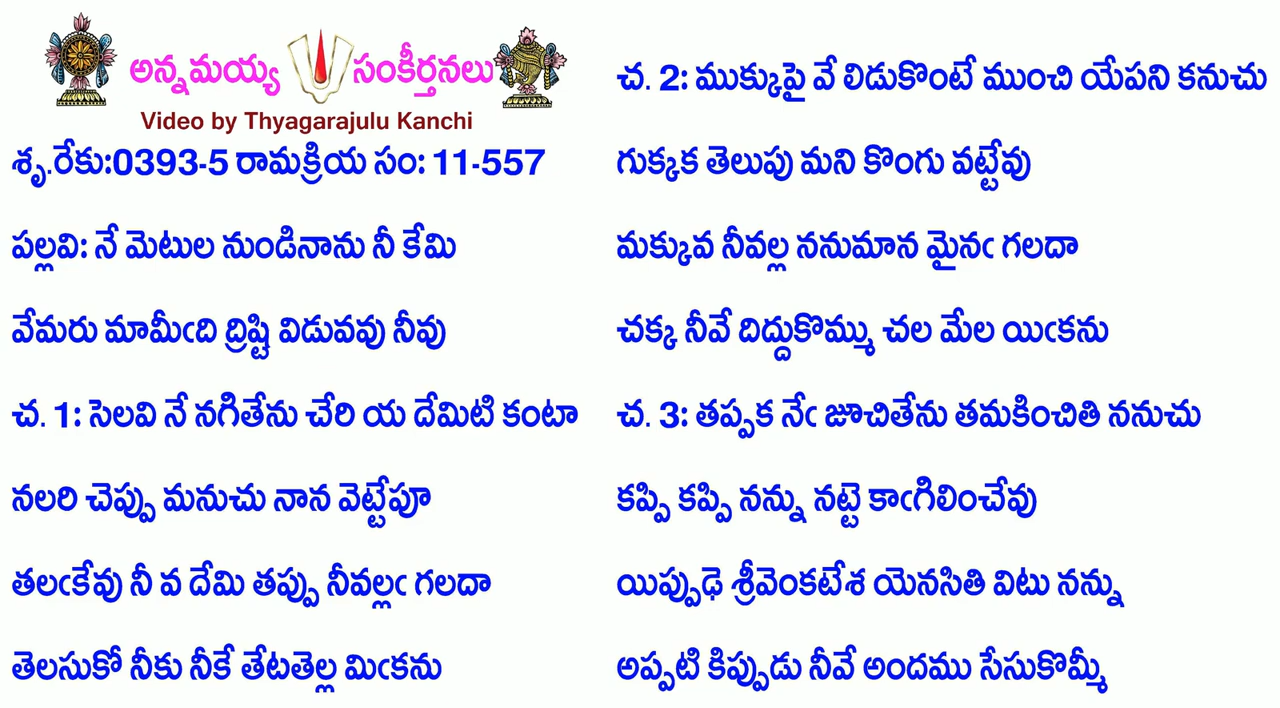 అన్నమయ్య సంకీర్తనలు
Video by Thyagarajulu Kanchi
శృ.రేకు:0393-5 రామక్రియ సం: 11-557
పల్లవి: నే మెటుల నుండినాను నీ కేమి
వేమరు మామీఁది ద్రిష్టి విడువవు నీవు
చ. 1: సెలవి నే నగితేను చేరి య దేమిటి కంటా
నలరి చెప్పు మనుచు నాన వెట్టేపూ
తలఁకేవు నీ వ దేమి తప్పు నీవల్లఁ గలదా
తెలసుకో నీకు నీకే తేటతెల్ల మిఁకను
చ. 2: ముక్కుపై వే లిడుకొంటే ముంచి యేపని కనుచు
గుక్కక తెలుపు మని కొంగు వట్టేవు
మక్కువ నీవల్ల ననుమాన మైనఁ గలదా
చక్క నీవే దిద్దుకొమ్ము చల మేల యిఁకను
చ. 3: తప్పక నేఁ జూచితేను తమకించితి ననుచు
కప్పి కప్పి నన్ను నట్టె కాఁగిలించేవు
యిప్పుడె శ్రీవెంకటేశ యెనసితి విటు నన్ను
అప్పటి కిప్పుడు నీవే అందము సేసుకొమ్మీ